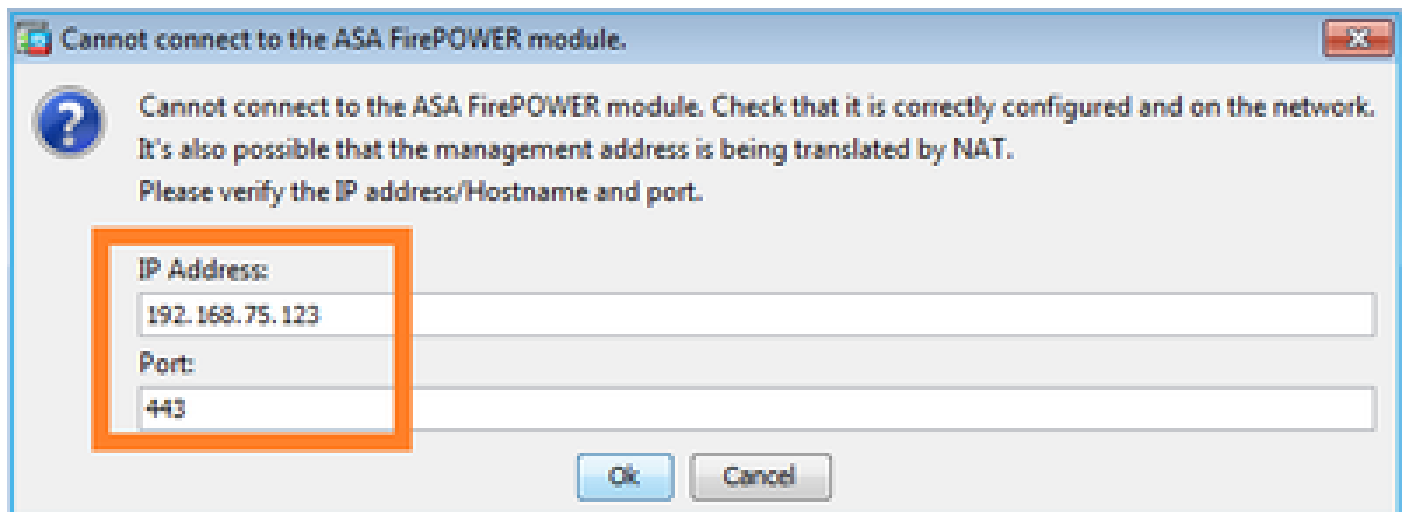 Cannot connect to the ASA FirePOWER module.
Cannot connect to the ASA FirePOWER module. Check that it is correctly configured and on the network.
It's also possible that the management address is being translated by NAT.
Please verify the IP address/Hostname and port.
IP Address:
192.168.75.123
Port:
443
Ok
Cancel